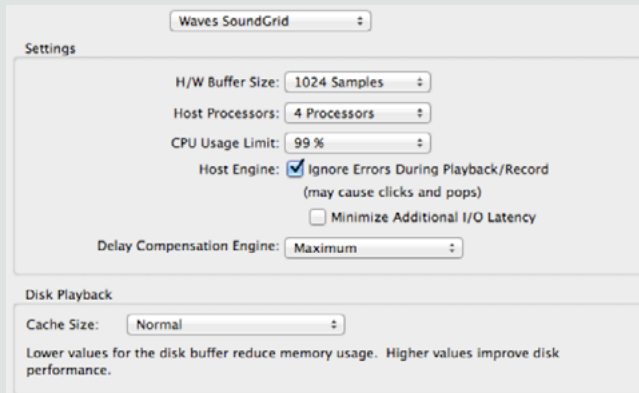 Waves SoundGrid
Settings
H/W Buffer Size: 1024 Samples
Host Processors: 4 Processors
CPU Usage Limit: 99 %
Host Engine: Ignore Errors During Playback/Record
(may cause clicks and pops)
Minimize Additional I/O Latency
Delay Compensation Engine: Maximum
Disk Playback
Cache Size: Normal
Lower values for the disk buffer reduce memory usage. Higher values improve disk
performance.